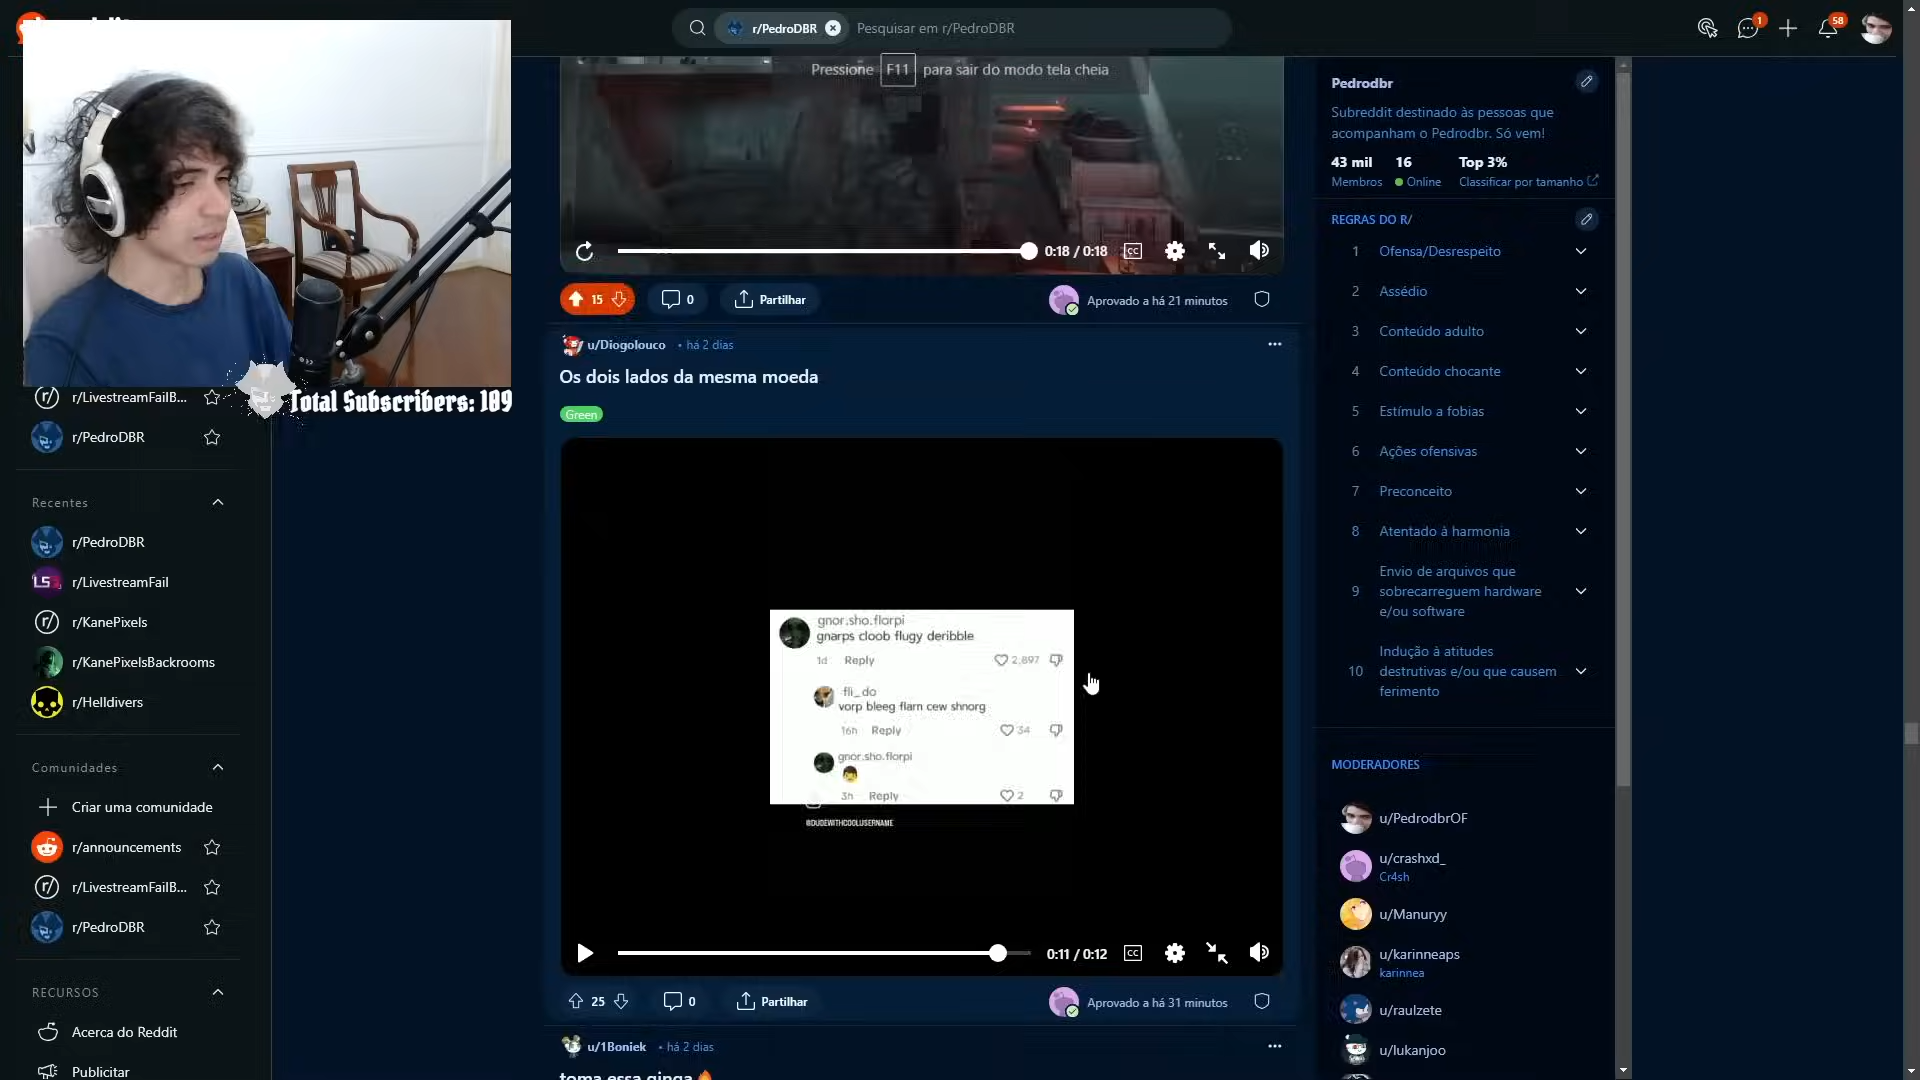 r/PedroDBR
Pesquisar em r/PedroDBR
1
58
Pressione F11 para sair do modo tela cheia
0:18 / 0:18
CC
15
0
Partilhar
Aprovado a há 21 minutos
u/Diogolouco • há 2 dias
Os dois lados da mesma moeda
Green
gnor.sho.florpi
gnarps cloob flugy deribble
1d Reply
2,897
fli_do
vorp bleeg flarn cew shnorg
16h Reply
34
gnor.sho.florpi
3h Reply
2
@DUDEWITHCOOLUSERNAME
0:11 / 0:12
CC
25
0
Partilhar
Aprovado a há 31 minutos
u/1Boniek • há 2 dias
toma essa ginga
Total Subscribers: 109
r/LivestreamFailB...
r/PedroDBR
Recentes
r/PedroDBR
r/LivestreamFail
r/KanePixels
r/KanePixelsBackrooms
r/Helldivers
Comunidades
Criar uma comunidade
r/announcements
r/LivestreamFailB...
r/PedroDBR
RECURSOS
Acerca do Reddit
Publicitar
Pedrodbr
Subreddit destinado às pessoas que
acompanham o Pedrodbr. Só vem!
43 mil 16 Top 3%
Membros Online Classificar por tamanho
REGRAS DO R/
1 Ofensa/Desrespeito
2 Assédio
3 Conteúdo adulto
4 Conteúdo chocante
5 Estímulo a fobias
6 Ações ofensivas
7 Preconceito
8 Atentado à harmonia
9 Envio de arquivos que
sobrecarreguem hardware
e/ou software
10 Indução à atitudes
destrutivas e/ou que causem
ferimento
MODERADORES
u/PedrodbrOF
u/crashxd_
Cr4sh
u/Manuryy
u/karinneaps
karinnea
u/raulzete
u/lukanjoo